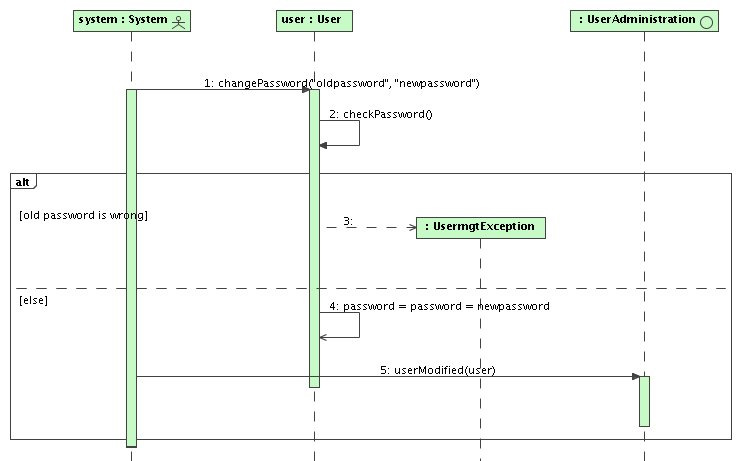 system : System
user : User
: UserAdministration
1: changePassword("oldpassword", "newpassword")
2: checkPassword()
alt
[old password is wrong]
3:
: UsermgtException
[else]
4: password = password = newpassword
5: userModified(user)